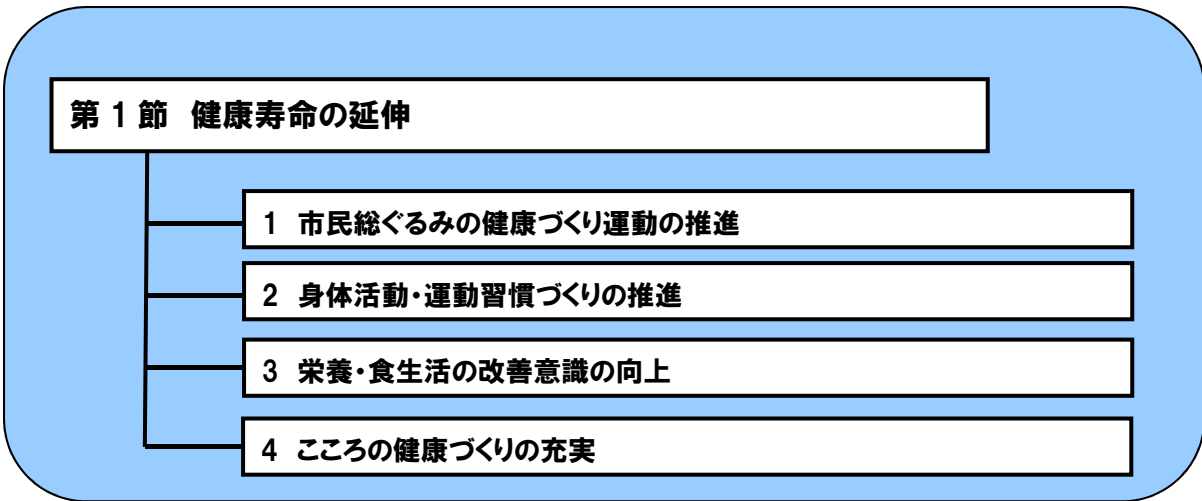 第 1 節 健康寿命の延伸
1 市民総ぐるみの健康づくり運動の推進
2 身体活動・運動習慣づくりの推進
3 栄養・食生活の改善意識の向上
4 こころの健康づくりの充実